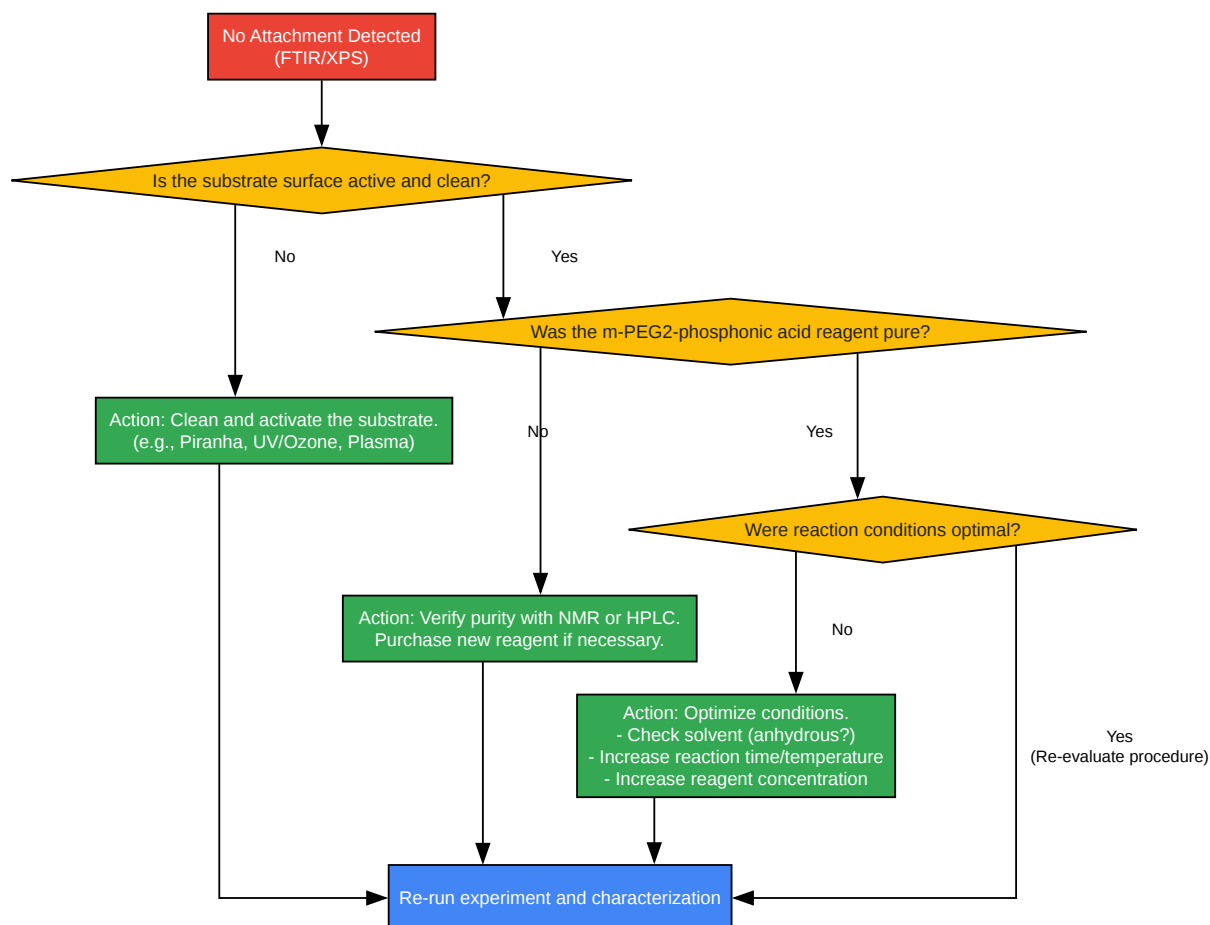 No Attachment Detected
(FTIR/XPS)
Is the substrate surface active and clean?
No
Yes
Was the m-PEG2-phosphonic acid reagent pure?
Action: Clean and activate the substrate.
(e.g., Piranha, UV/Ozone, Plasma)
No
Yes
Were reaction conditions optimal?
Action: Verify purity with NMR or HPLC.
Purchase new reagent if necessary.
No
Action: Optimize conditions.
- Check solvent (anhydrous?)
- Increase reaction time/temperature
- Increase reagent concentration
Yes
(Re-evaluate procedure)
Re-run experiment and characterization